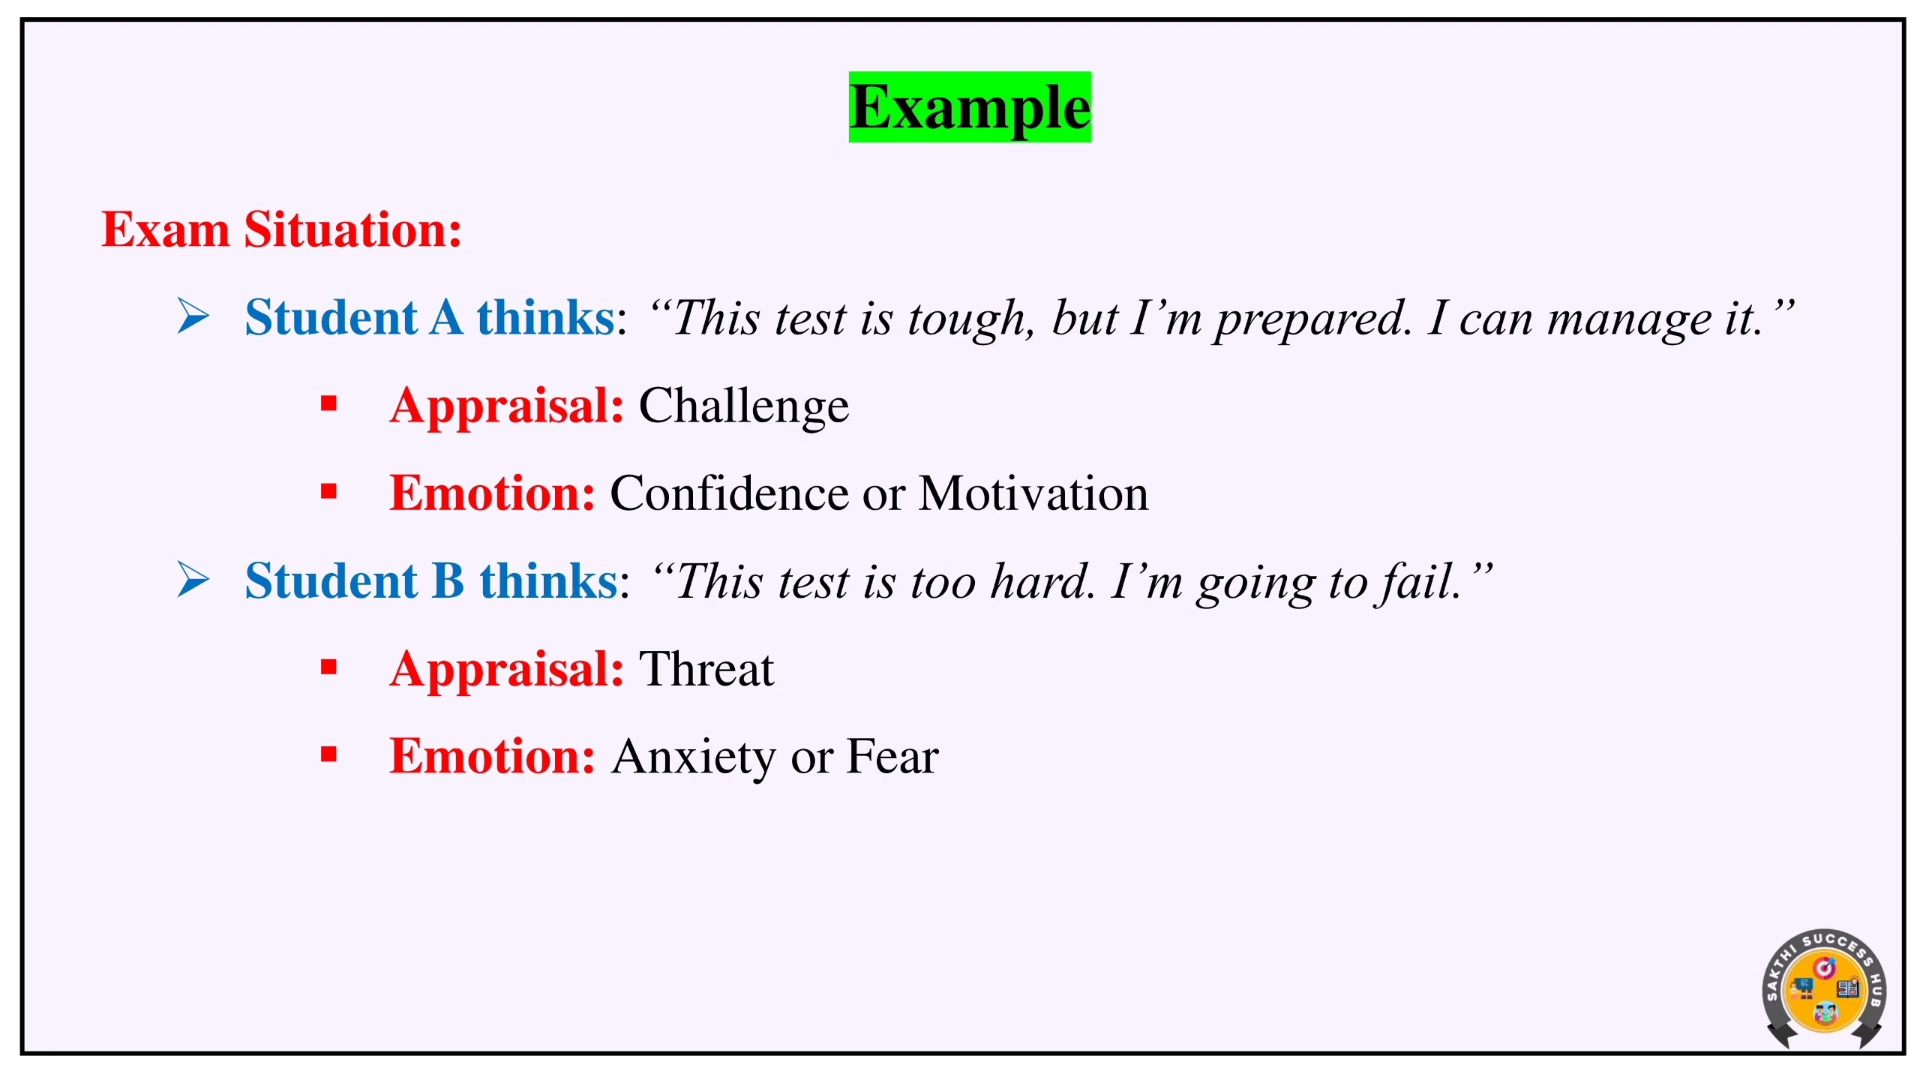 Example
Exam Situation:
➢ Student A thinks: “This test is tough, but I’m prepared. I can manage it.”
▪ Appraisal: Challenge
▪ Emotion: Confidence or Motivation
➢ Student B thinks: “This test is too hard. I’m going to fail.”
▪ Appraisal: Threat
▪ Emotion: Anxiety or Fear
SAKTHI SUCCESS HUB